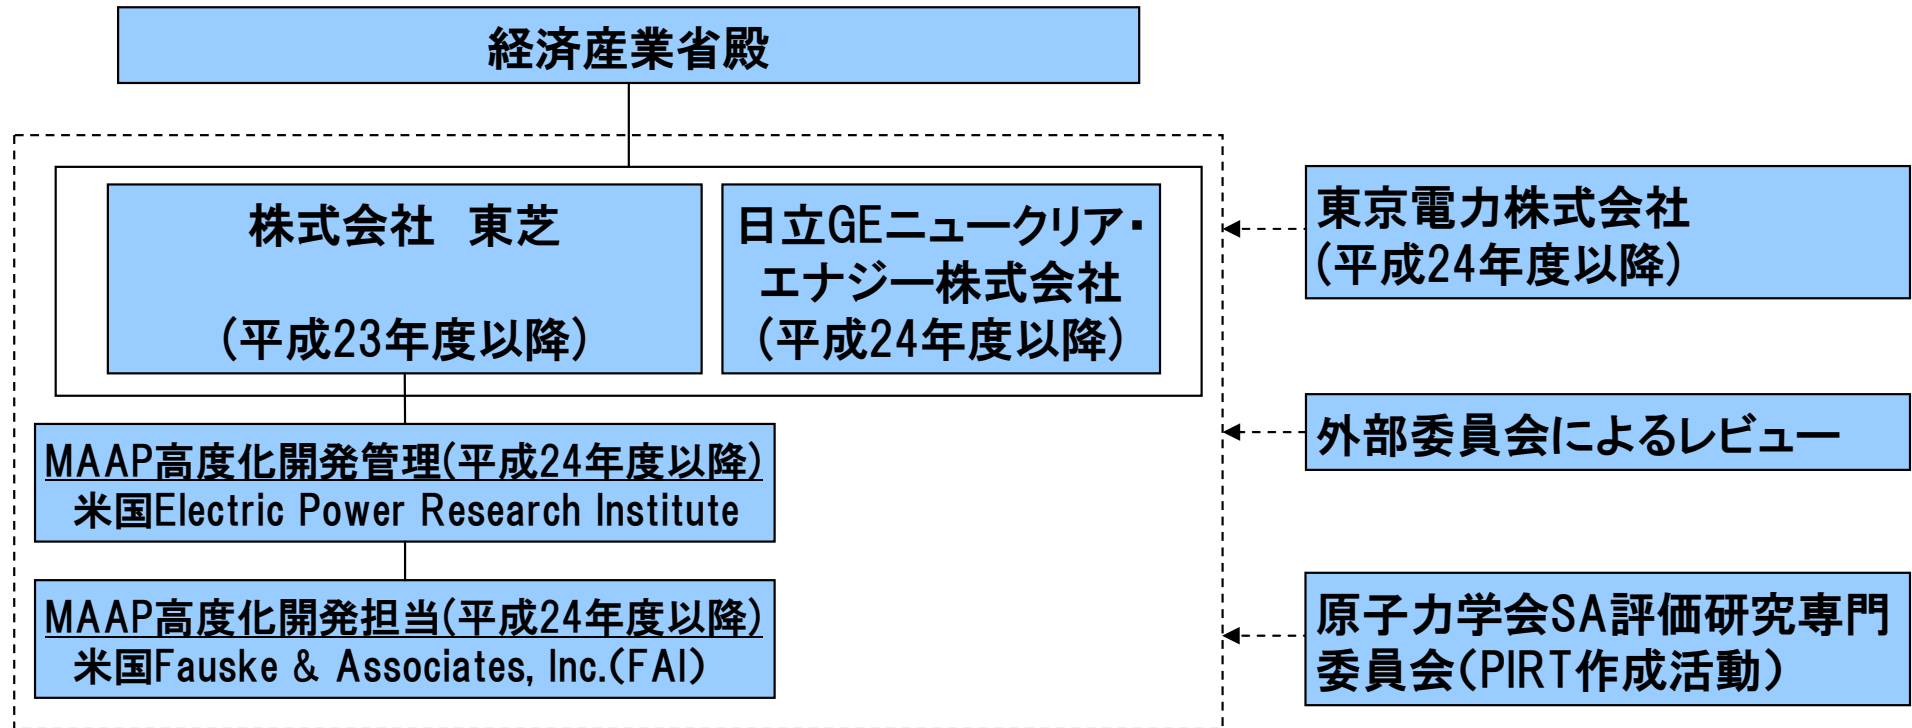 経済産業省殿
株式会社　東芝
(平成23年度以降)
日立GEニュークリア・
エナジー株式会社
(平成24年度以降)
東京電力株式会社
(平成24年度以降)
MAAP高度化開発管理(平成24年度以降)
米国Electric Power Research Institute
外部委員会によるレビュー
MAAP高度化開発担当(平成24年度以降)
米国Fauske & Associates, Inc.(FAI)
原子力学会SA評価研究専門
委員会(PIRT作成活動)